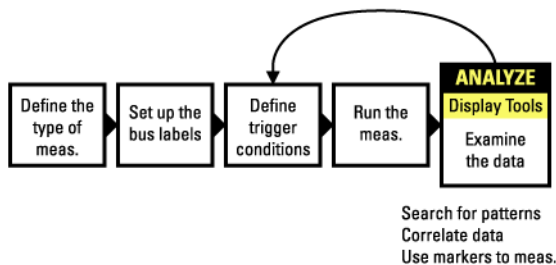 Define the
type of
meas.
Set up the
bus labels
Define
trigger
conditions
Run the
meas.
ANALYZE
Display Tools
Examine
the data
Search for patterns
Correlate data
Use markers to meas.